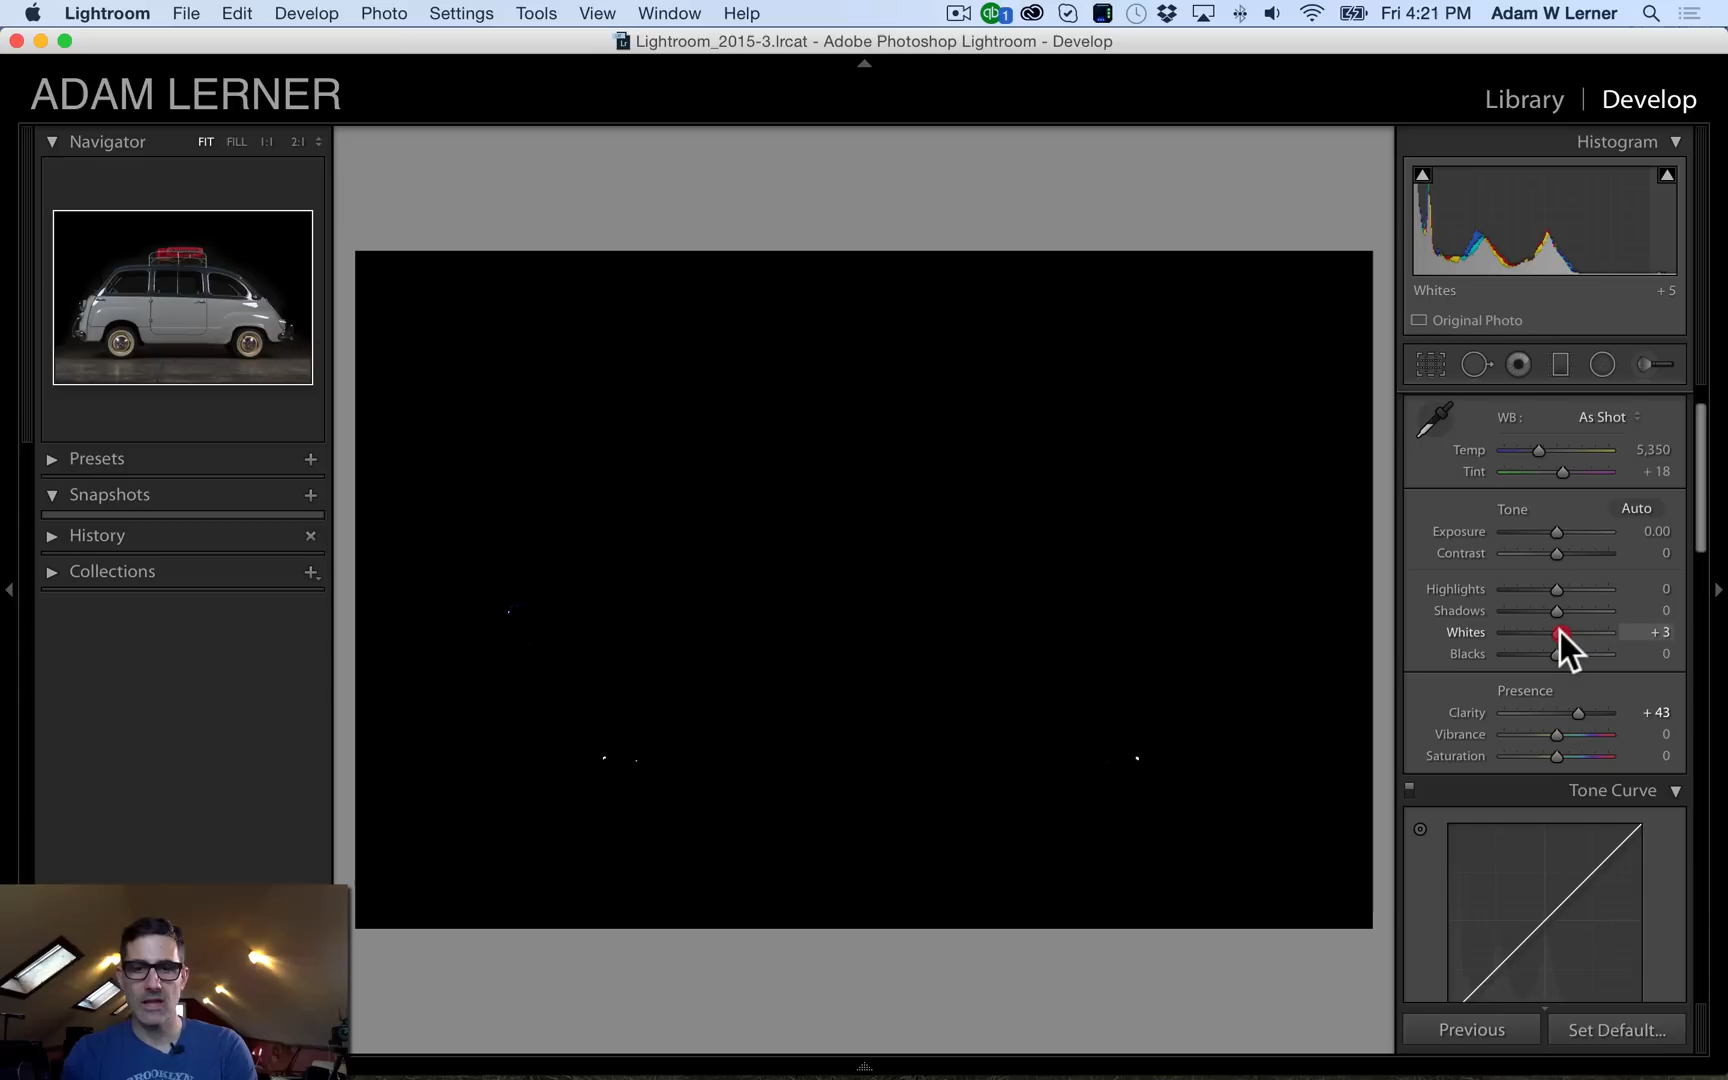 Lightroom File Edit Develop Photo Settings Tools View Window Help 1 Fri 4:21 PM Adam W Lerner
Lr Lightroom_2015-3.lrcat - Adobe Photoshop Lightroom - Develop
ADAM LERNER
Library | Develop
Navigator FIT FILL 1:1 2:1
Presets
Snapshots
History
Collections
Histogram
Whites + 5
Original Photo
WB : As Shot
Temp 5,350
Tint + 18
Tone Auto
Exposure 0.00
Contrast 0
Highlights 0
Shadows 0
Whites + 3
Blacks 0
Presence
Clarity + 43
Vibrance 0
Saturation 0
Tone Curve
Previous Set Default...
BROOKLYN